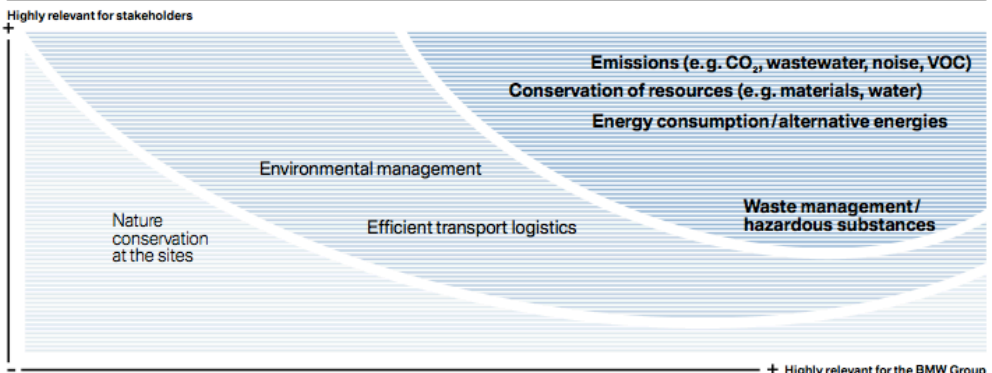 Highly relevant for stakeholders
+
Emissions (e.g. CO₂, wastewater, noise, VOC)
Conservation of resources (e.g. materials, water)
Energy consumption/alternative energies
Environmental management
Waste management/
hazardous substances
Nature
conservation
at the sites
Efficient transport logistics
-
+ Highly relevant for the BMW Group